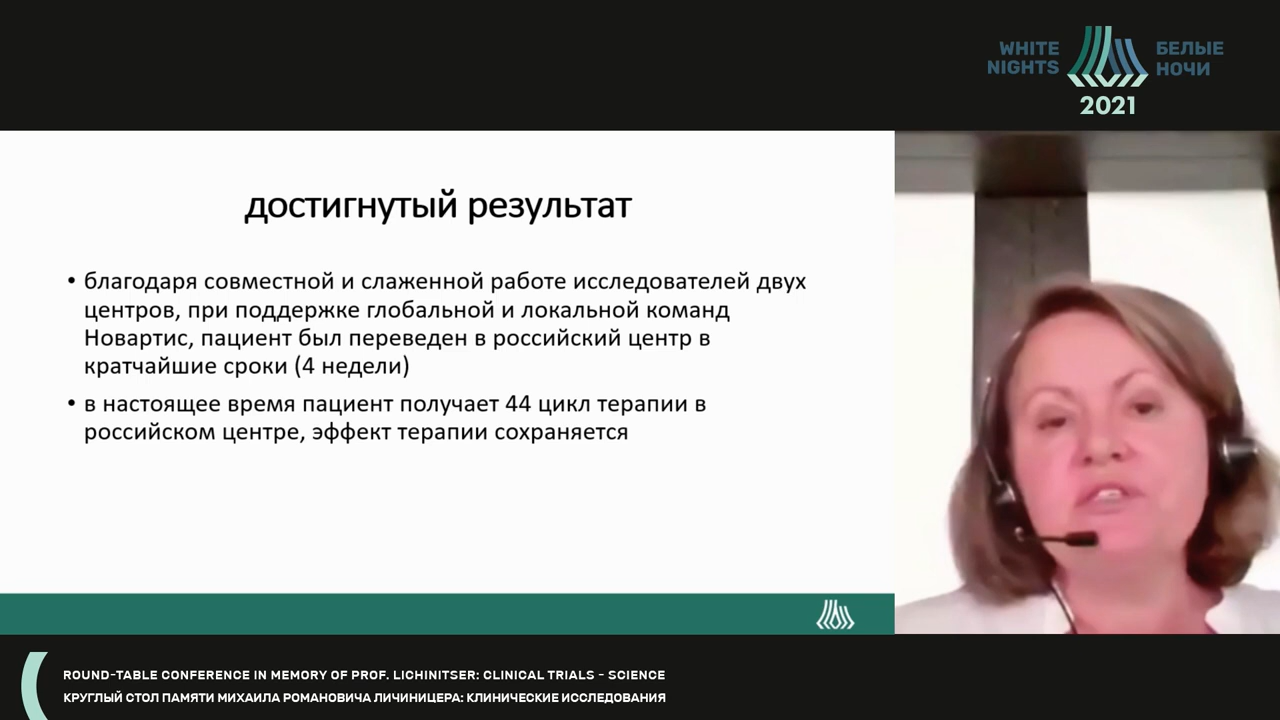 WHITE
NIGHTS
БЕЛЫЕ
НОЧИ
2021
достигнутый результат
• благодаря совместной и слаженной работе исследователей двух
центров, при поддержке глобальной и локальной команд
Новартис, пациент был переведен в российский центр в
кратчайшие сроки (4 недели)
• в настоящее время пациент получает 44 цикл терапии в
российском центре, эффект терапии сохраняется
ROUND-TABLE CONFERENCE IN MEMORY OF PROF. LICHINITSER: CLINICAL TRIALS - SCIENCE
КРУГЛЫЙ СТОЛ ПАМЯТИ МИХАИЛА РОМАНОВИЧА ЛИЧИНИЦЕРА: КЛИНИЧЕСКИЕ ИССЛЕДОВАНИЯ